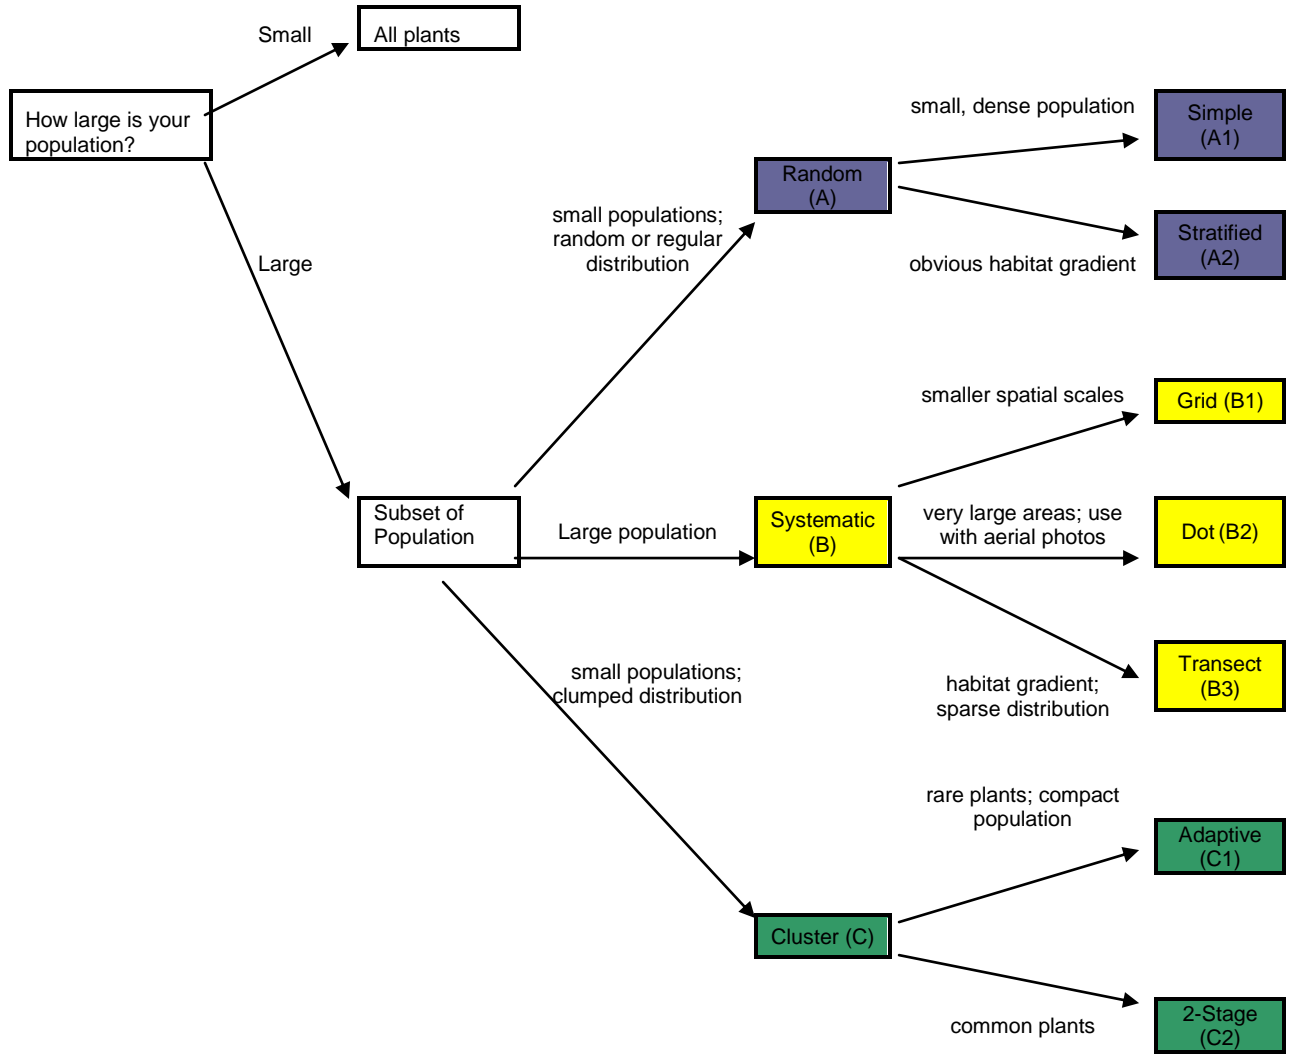 Small
All plants
How large is your
population?
Large
small, dense population
Simple
(A1)
Random
(A)
small populations;
random or regular
distribution
Stratified
(A2)
obvious habitat gradient
smaller spatial scales
Grid (B1)
Subset of
Population
Large population
Systematic
(B)
very large areas; use
with aerial photos
Dot (B2)
habitat gradient;
sparse distribution
Transect
(B3)
small populations;
clumped distribution
rare plants; compact
population
Adaptive
(C1)
Cluster (C)
common plants
2-Stage
(C2)